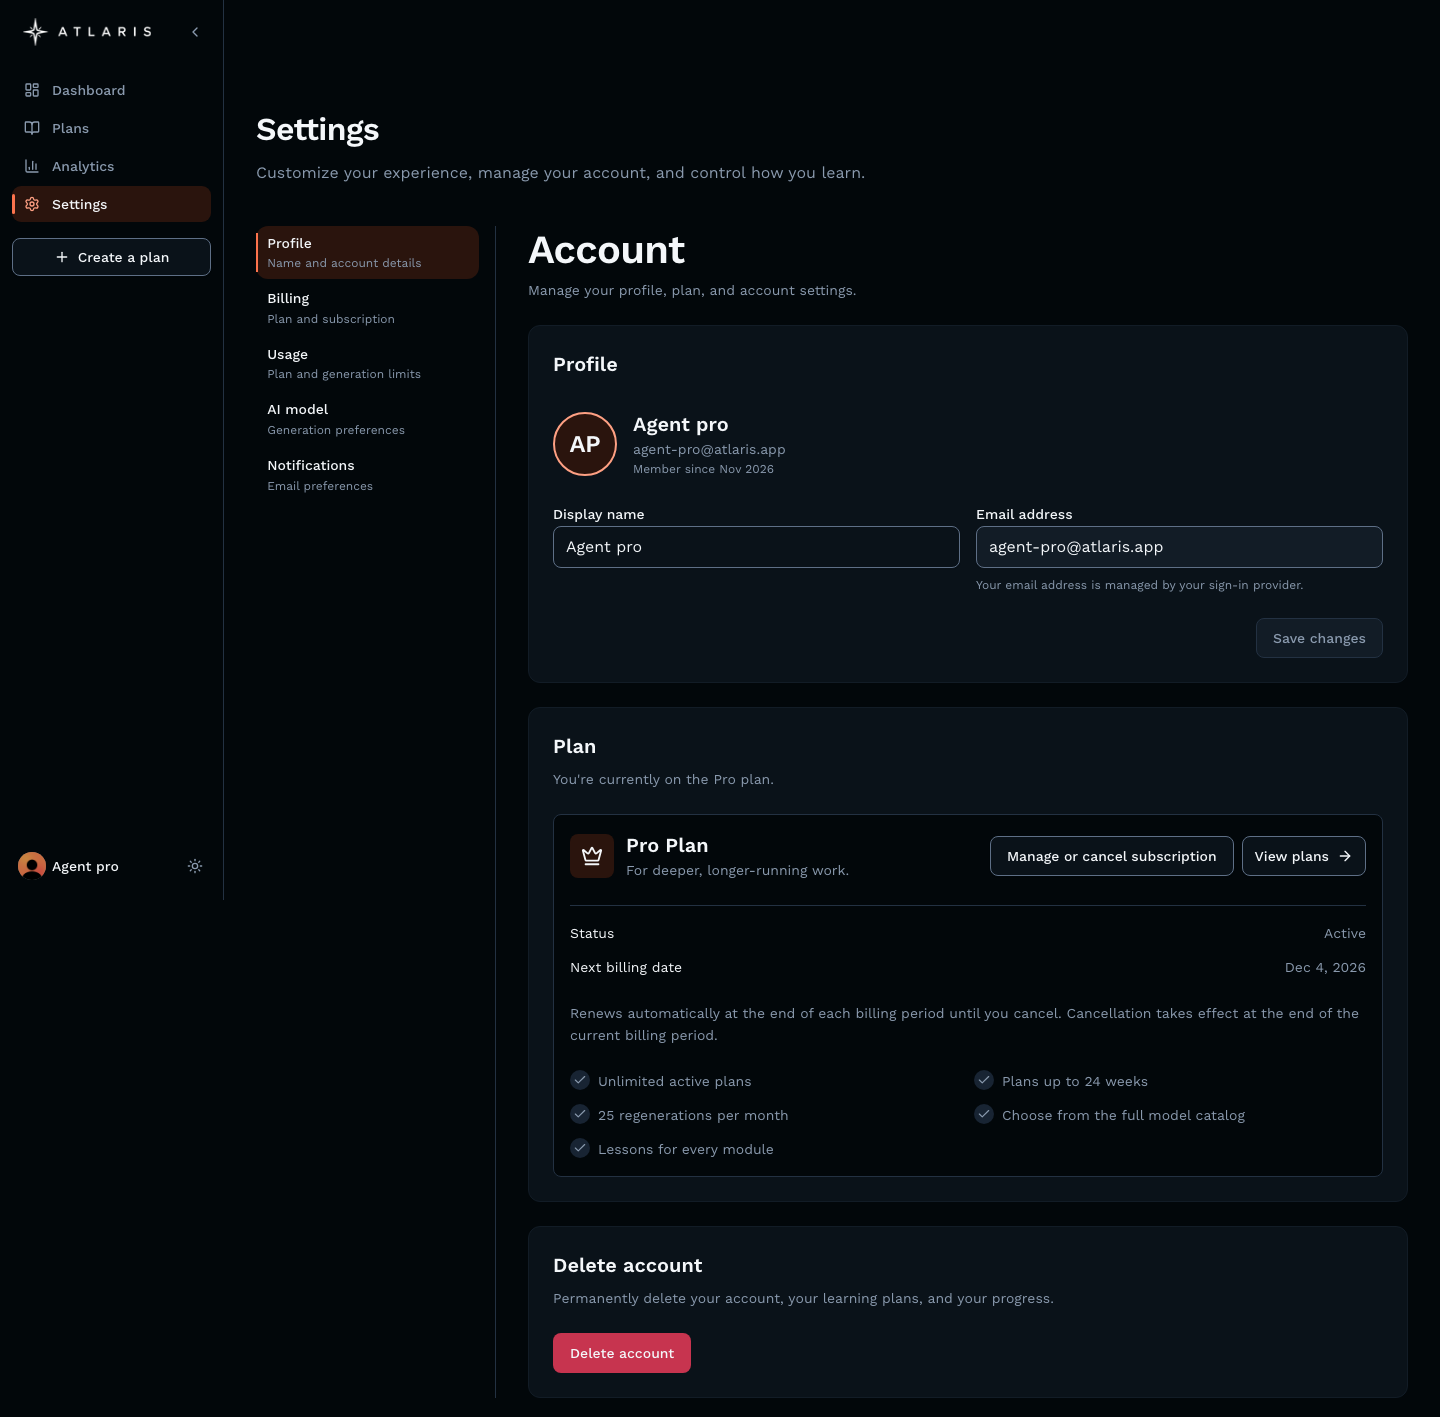 ATLARIS
Dashboard
Plans
Analytics
Settings
Create a plan
Agent pro
Settings
Customize your experience, manage your account, and control how you learn.
Profile
Name and account details
Billing
Plan and subscription
Usage
Plan and generation limits
AI model
Generation preferences
Notifications
Email preferences
Account
Manage your profile, plan, and account settings.
Profile
AP
Agent pro
agent-pro@atlaris.app
Member since Nov 2026
Display name
Agent pro
Email address
agent-pro@atlaris.app
Your email address is managed by your sign-in provider.
Save changes
Plan
You're currently on the Pro plan.
Pro Plan
For deeper, longer-running work.
Manage or cancel subscription
View plans
Status
Active
Next billing date
Dec 4, 2026
Renews automatically at the end of each billing period until you cancel. Cancellation takes effect at the end of the
current billing period.
Unlimited active plans
Plans up to 24 weeks
25 regenerations per month
Choose from the full model catalog
Lessons for every module
Delete account
Permanently delete your account, your learning plans, and your progress.
Delete account